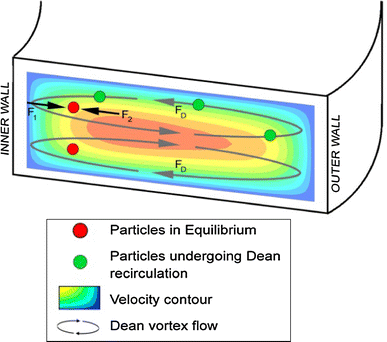 INNER WALL
F1
F2
FD
FD
OUTER WALL
Particles in Equilibrium
Particles undergoing Dean
recirculation
Velocity contour
Dean vortex flow